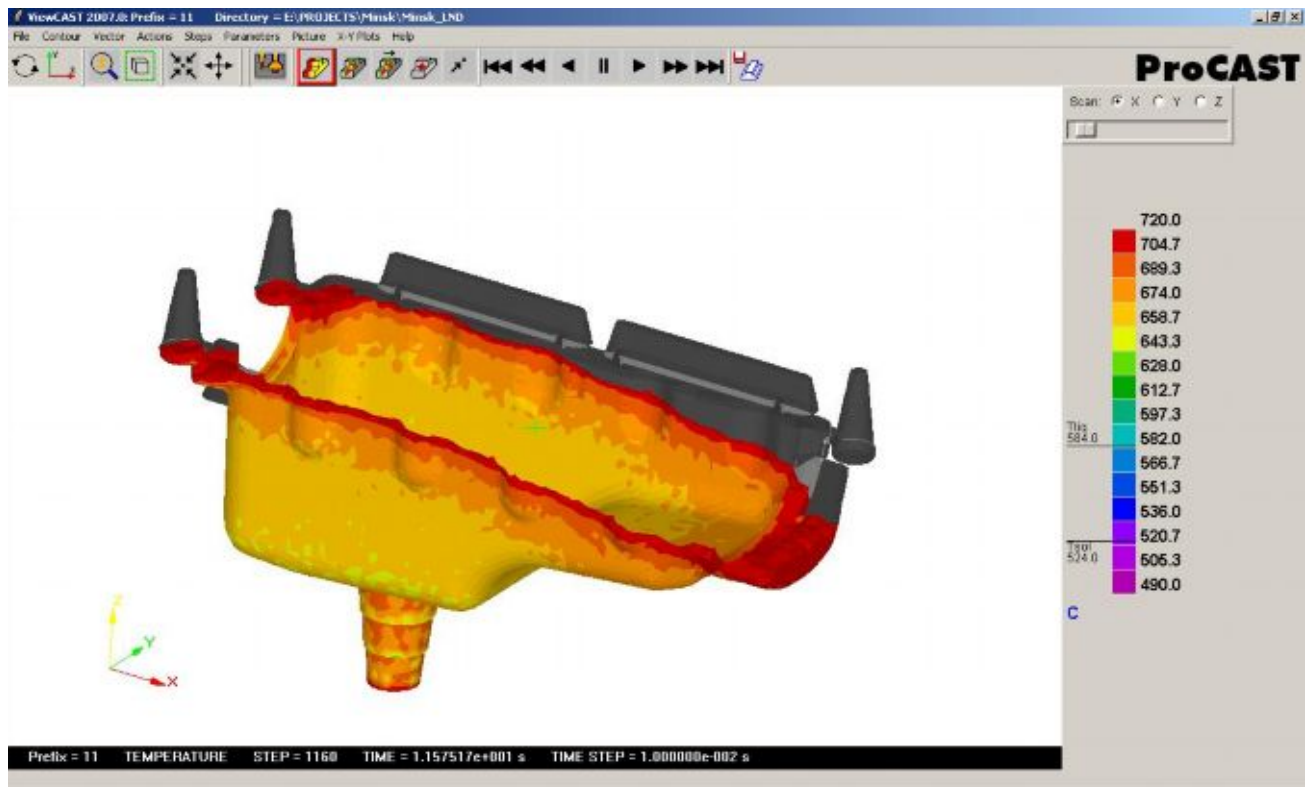 ViewCAST 2007.0: Prefix = 11 Directory = E:\PROJECTS\Minsk\Minsk_LND
File Contour Vector Actions Steps Parameters Picture X-Y Plots Help
ProCAST
Scan: X Y Z
720.0
704.7
689.3
674.0
658.7
643.3
628.0
612.7
597.3
Tliq
584.0
582.0
566.7
551.3
536.0
520.7
Tsol
524.0
505.3
490.0
C
Z
Y
X
Prefix = 11 TEMPERATURE STEP = 1160 TIME = 1.157517e+001 s TIME STEP = 1.000000e-002 s